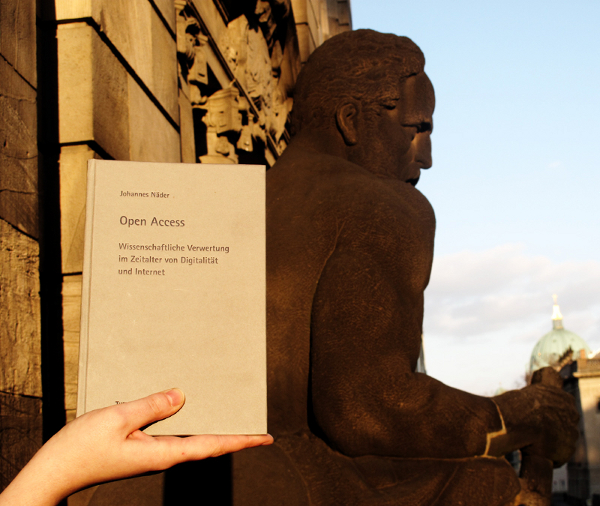 Johannes Näder
Open Access
Wissenschaftliche Verwertung
im Zeitalter von Digitalität
und Internet